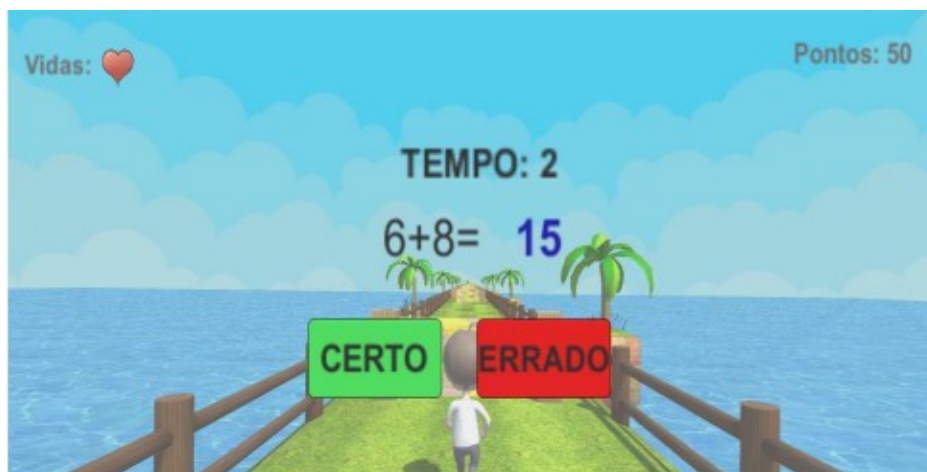 Vidas:
Pontos: 50
TEMPO: 2
6+8= 15
CERTO
ERRADO